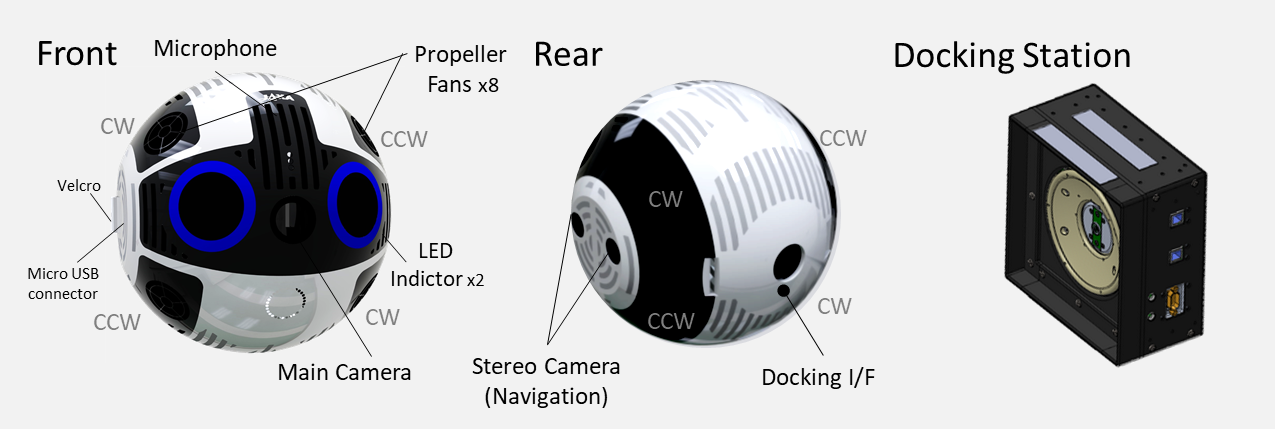 Front
Microphone
Propeller
Fans x8
CW
CCW
Velcro
Micro USB
connector
LED
Indictor x2
CCW
CW
Main Camera
Rear
CCW
CW
CCW
CW
Stereo Camera
(Navigation)
Docking I/F
Docking Station